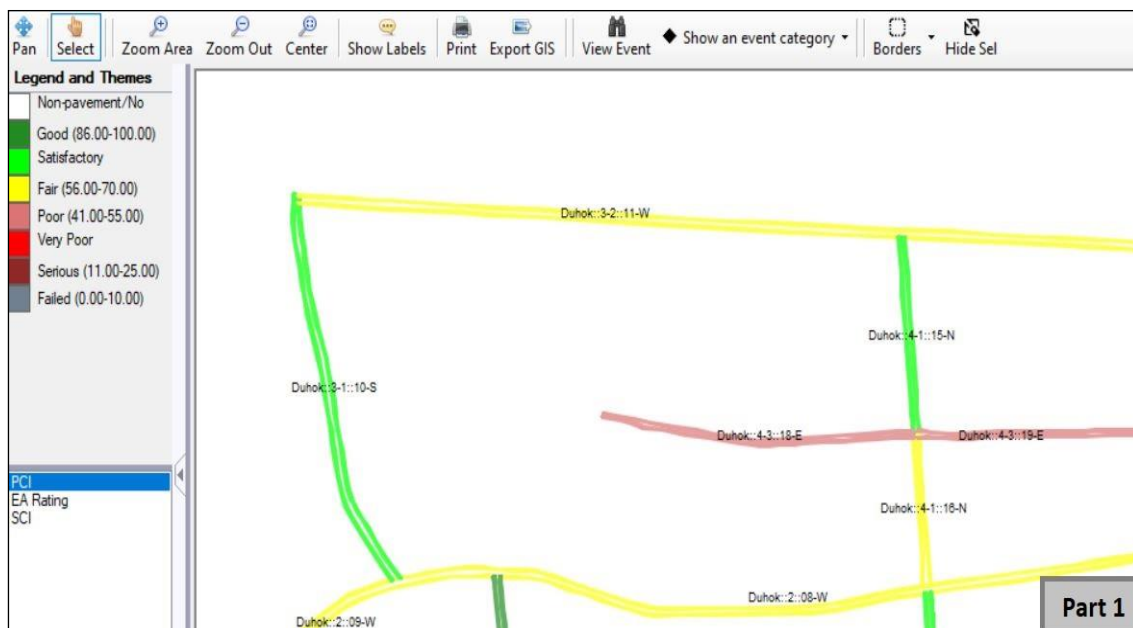 Pan
Select
Zoom Area
Zoom Out
Center
Show Labels
Print
Export GIS
View Event
Show an event category
Borders
Hide Sel
Legend and Themes
Non-pavement/No
Good (86.00-100.00)
Satisfactory
Fair (56.00-70.00)
Poor (41.00-55.00)
Very Poor
Serious (11.00-25.00)
Failed (0.00-10.00)
PCI
EA Rating
SCI
Duhok::3-2::11-W
Duhok::4-1::15-N
Duhok::3-1::10-S
Duhok::4-3::18-E
Duhok::4-3::19-E
Duhok::4-1::16-N
Duhok::2::08-W
Duhok::2::09-W
Part 1